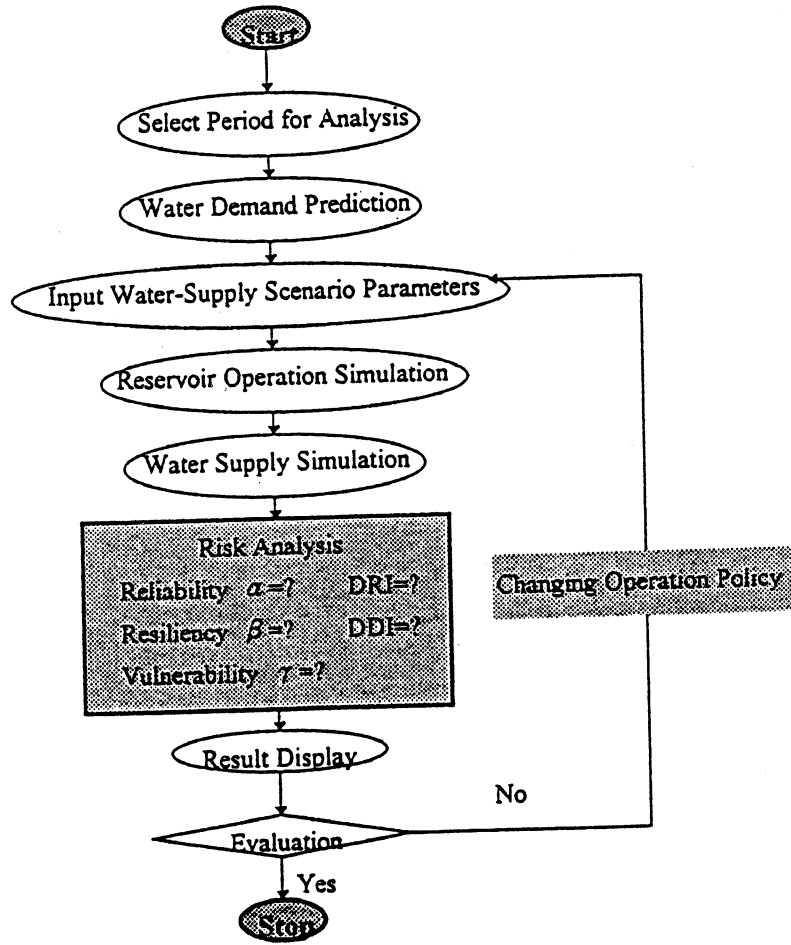 Start
Select Period for Analysis
Water Demand Prediction
Input Water-Supply Scenario Parameters
Reservoir Operation Simulation
Water Supply Simulation
Risk Analysis
Reliability α=? DRI=?
Resiliency β=? DDI=?
Vulnerability τ=?
Changing Operation Policy
Result Display
No
Evaluation
Yes
Stop